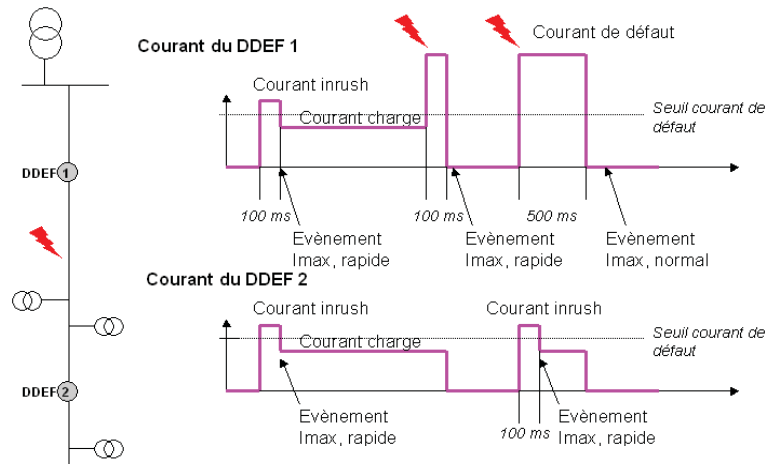 Courant du DDEF 1
Courant de défaut
Courant inrush
Courant charge
Seuil courant de
défaut
DDEF 1
100 ms
100 ms
500 ms
Evènement
Imax, rapide
Evènement
Imax, rapide
Evènement
Imax, normal
Courant du DDEF 2
Courant inrush
Courant inrush
Courant charge
Seuil courant de
défaut
DDEF 2
Evènement
Imax, rapide
100 ms
Evènement
Imax, rapide